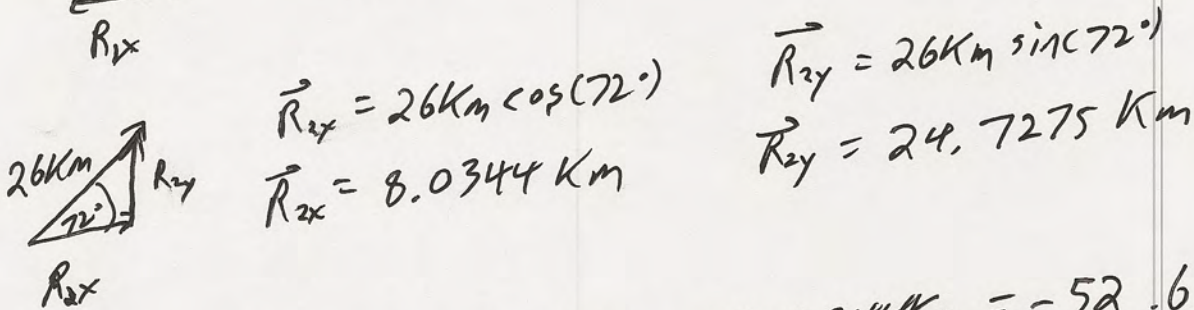 R₁ₓ
R⃗₂ₓ = 26Km cos(72°)
R⃗₂ₓ = 8.0344 Km
R⃗₂y = 26Km sin(72°)
R⃗₂y = 24.7275 Km
26Km
R₂y
72°
R₂ₓ
= -52.6